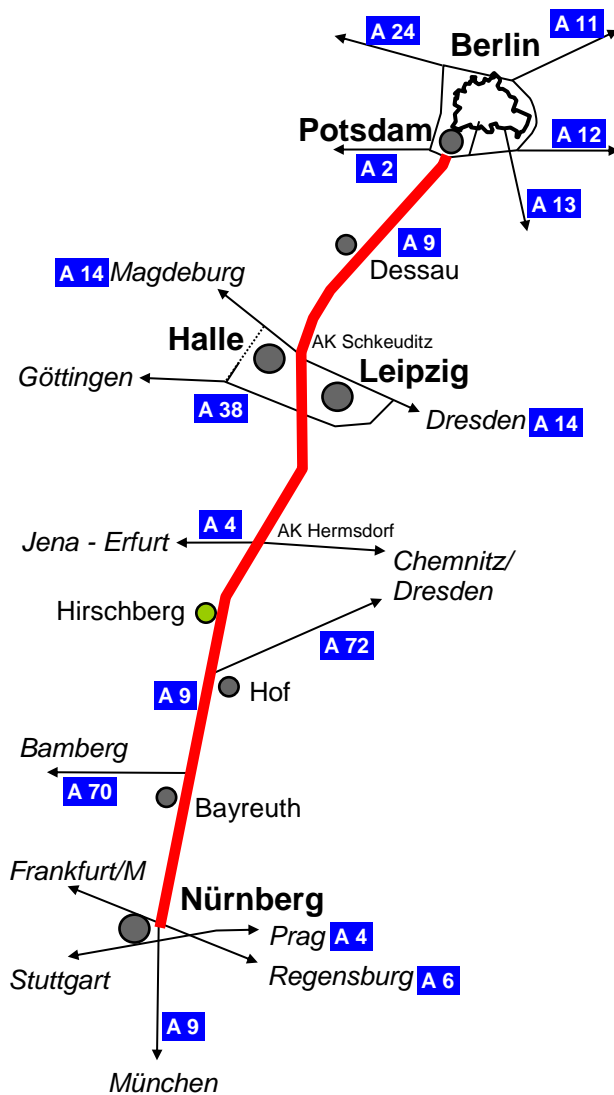 A 24
A 11
Berlin
Potsdam
A 2
A 12
A 13
A 9
Dessau
A 14 Magdeburg
AK Schkeuditz
Halle
Leipzig
Göttingen
A 38
Dresden A 14
A 4
AK Hermsdorf
Jena - Erfurt
Chemnitz/
Dresden
Hirschberg
A 72
A 9
Hof
Bamberg
A 70
Bayreuth
Frankfurt/M
Nürnberg
Prag A 4
Stuttgart
Regensburg A 6
A 9
München